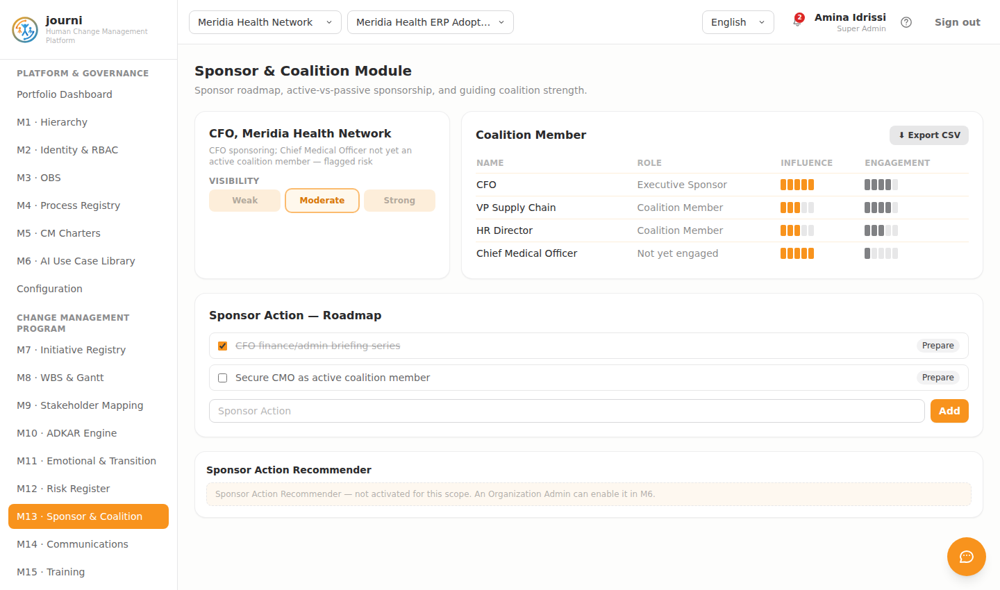 journi
Human Change Management
Platform
Meridia Health Network
Meridia Health ERP Adopt...
English
2
Amina Idrissi
Super Admin
Sign out
PLATFORM & GOVERNANCE
Portfolio Dashboard
M1 · Hierarchy
M2 · Identity & RBAC
M3 · OBS
M4 · Process Registry
M5 · CM Charters
M6 · AI Use Case Library
Configuration
CHANGE MANAGEMENT
PROGRAM
M7 · Initiative Registry
M8 · WBS & Gantt
M9 · Stakeholder Mapping
M10 · ADKAR Engine
M11 · Emotional & Transition
M12 · Risk Register
M13 · Sponsor & Coalition
M14 · Communications
M15 · Training
Sponsor & Coalition Module
Sponsor roadmap, active-vs-passive sponsorship, and guiding coalition strength.
CFO, Meridia Health Network
CFO sponsoring; Chief Medical Officer not yet an
active coalition member — flagged risk
VISIBILITY
Weak Moderate Strong
Coalition Member
⬇ Export CSV
NAME ROLE INFLUENCE ENGAGEMENT
CFO Executive Sponsor
VP Supply Chain Coalition Member
HR Director Coalition Member
Chief Medical Officer Not yet engaged
Sponsor Action — Roadmap
CFO finance/admin briefing series Prepare
Secure CMO as active coalition member Prepare
Sponsor Action Add
Sponsor Action Recommender
Sponsor Action Recommender — not activated for this scope. An Organization Admin can enable it in M6.